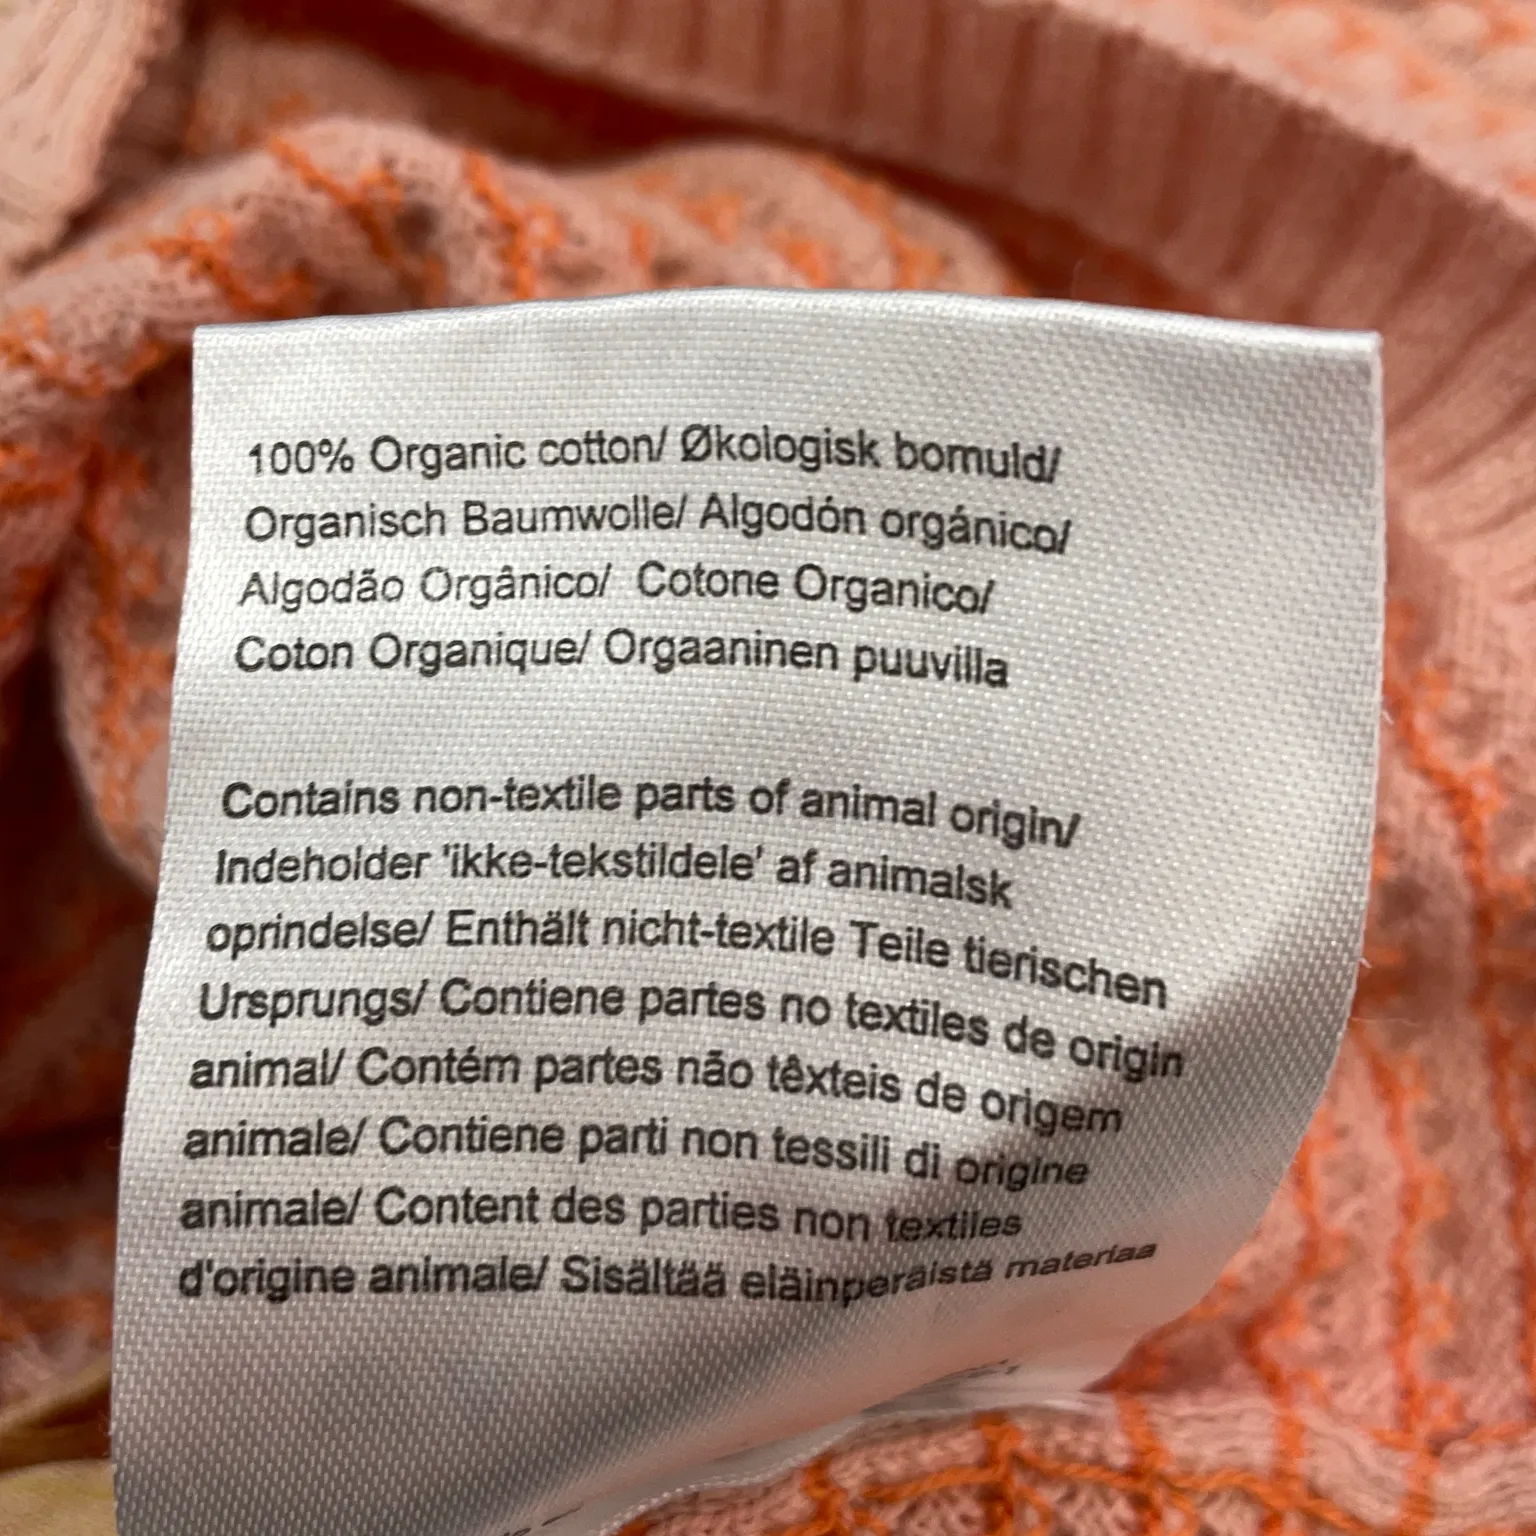 100% Organic cotton/ Økologisk bomuld/
Organisch Baumwolle/ Algodón orgánico/
Algodão Orgânico/ Cotone Organico/
Coton Organique/ Orgaaninen puuvilla
Contains non-textile parts of animal origin/
Indeholder 'ikke-tekstildele' af animalsk
oprindelse/ Enthält nicht-textile Teile tierischen
Ursprungs/ Contiene partes no textiles de origin
animal/ Contém partes não têxteis de origem
animale/ Contiene parti non tessili di origine
animale/ Content des parties non textiles
d'origine animale/ Sisältää eläinperäistä materiaa